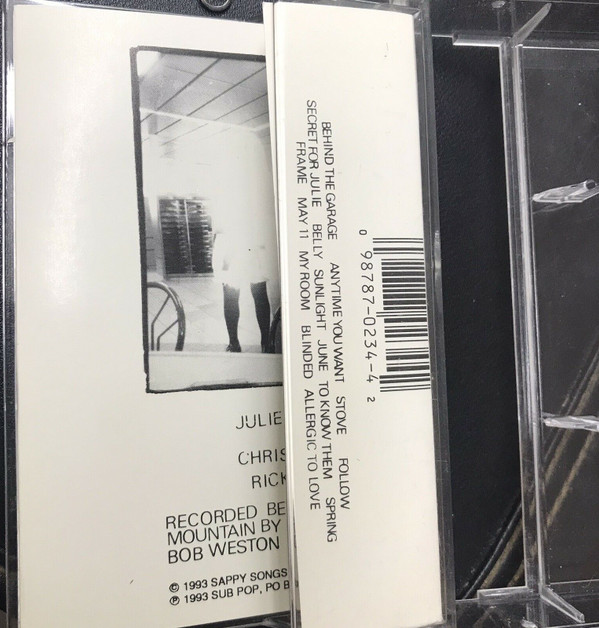 JULIE
CHRIS
RICK
RECORDED BE
MOUNTAIN BY
BOB WESTON
© 1993 SAPPY SONGS
℗ 1993 SUB POP, PO B
BEHIND THE GARAGE ANYTIME YOU WANT STOVE FOLLOW
SECRET FOR JULIE BELLY SUNLIGHT JUNE TO KNOW THEM SPRING
FRAME MAY 11 MY ROOM BLINDED ALLERGIC TO LOVE
0 98787-0234-4 2